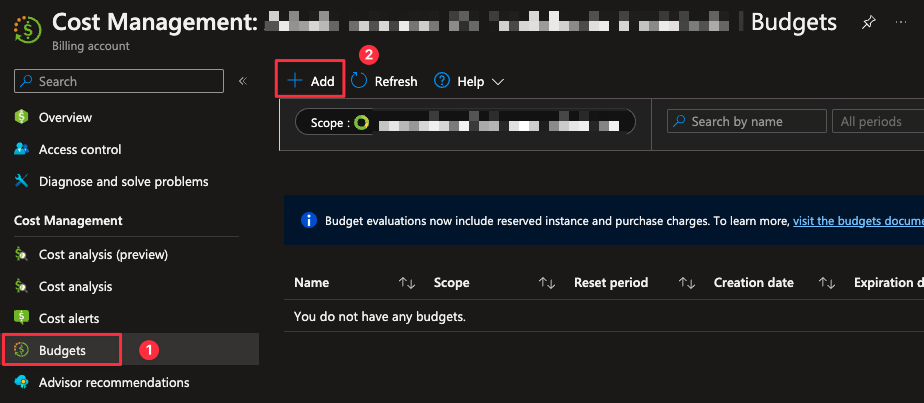 Cost Management: Budgets
Billing account
Search
Overview
Access control
Diagnose and solve problems
Cost Management
Cost analysis (preview)
Cost analysis
Cost alerts
Budgets 1
Advisor recommendations
2
Add Refresh Help
Scope :
Search by name All periods
Budget evaluations now include reserved instance and purchase charges. To learn more, visit the budgets docume
Name Scope Reset period Creation date Expiration d
You do not have any budgets.